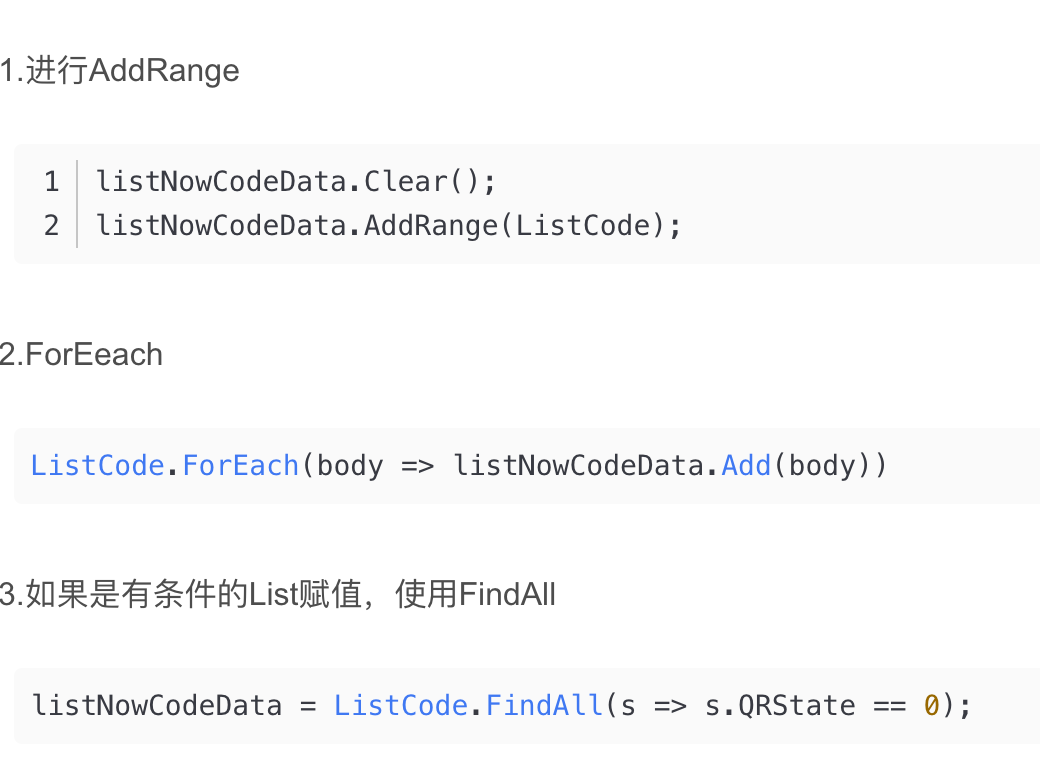 1.进行AddRange
1 listNowCodeData.Clear();
2 listNowCodeData.AddRange(ListCode);
2.ForEeach
ListCode.ForEach(body => listNowCodeData.Add(body))
3.如果是有条件的List赋值，使用FindAll
listNowCodeData = ListCode.FindAll(s => s.QRState == 0);